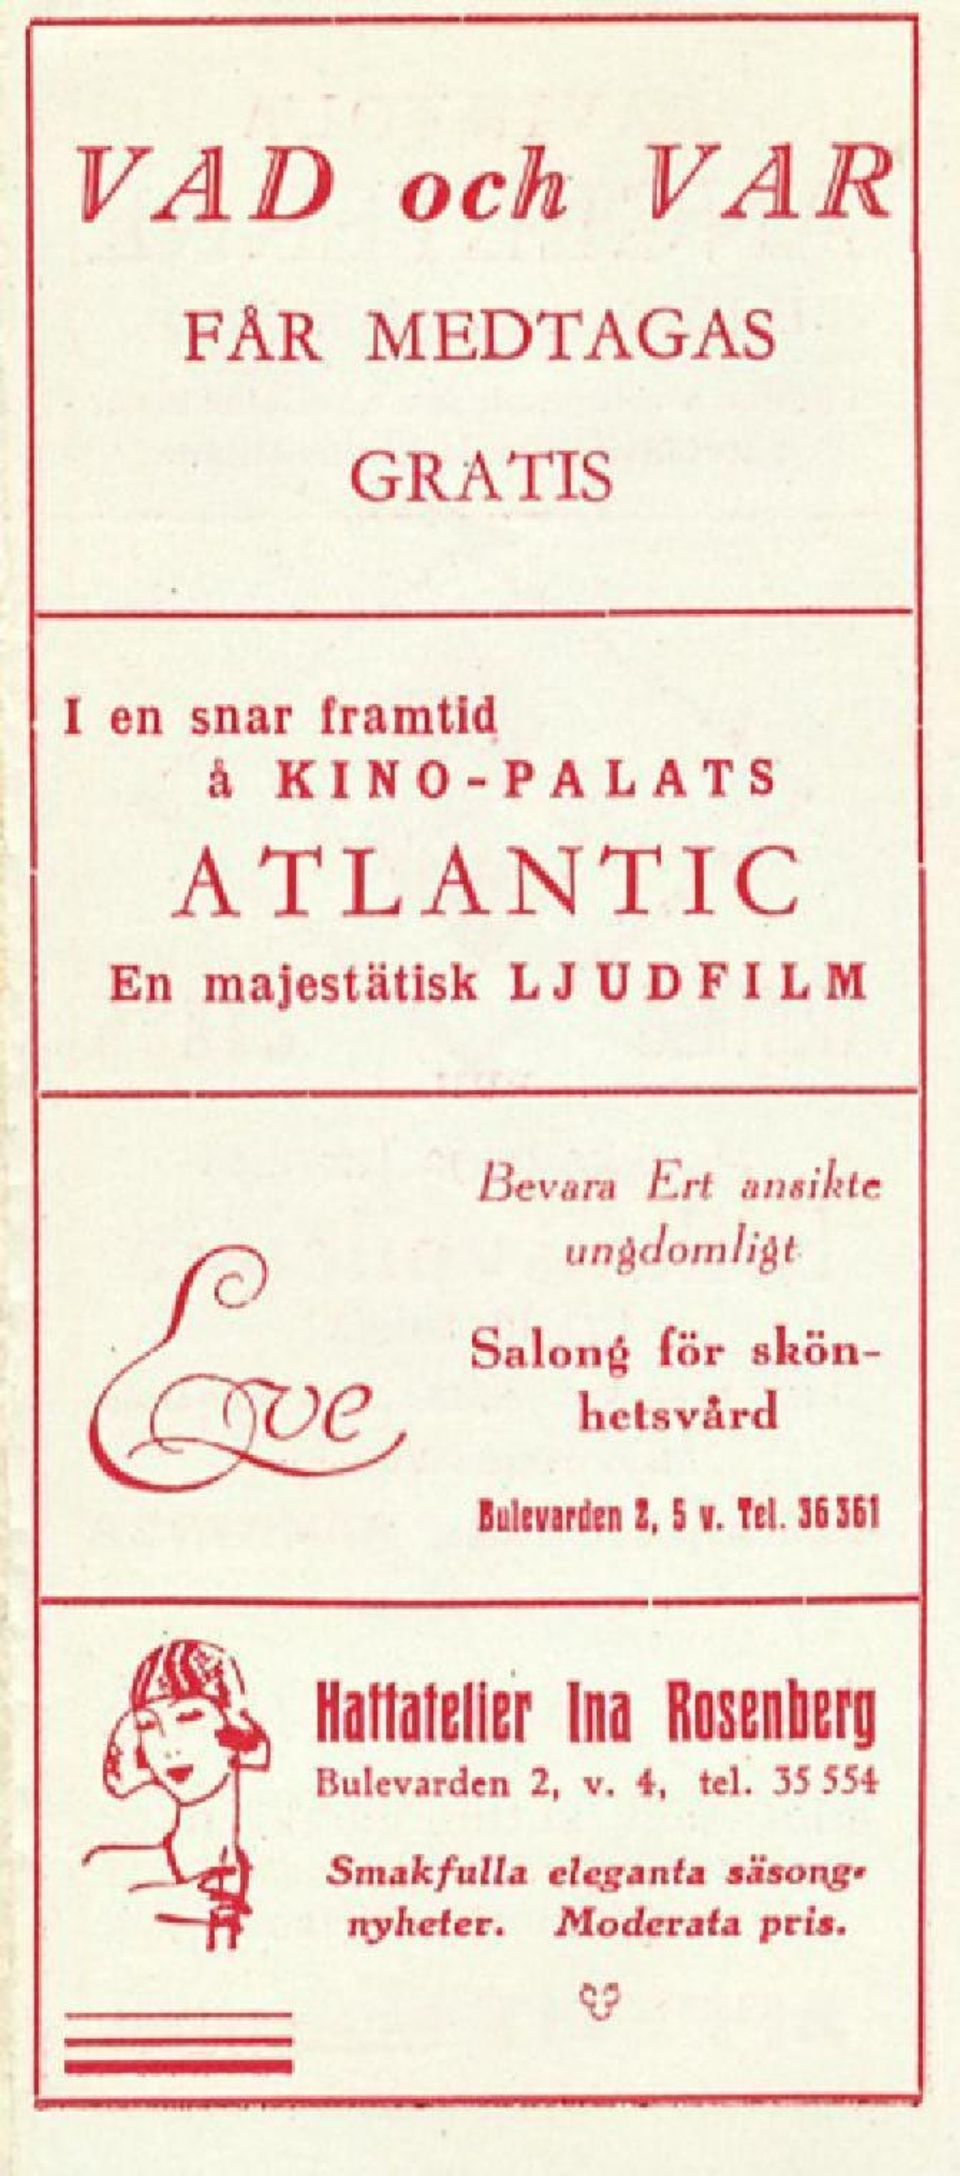 VAD och VAR
FÅR MEDTAGAS
GRATIS
I en snar framtid
å KINO-PALATS
ATLANTIC
En majestätisk LJUDFILM
Love
Bevara Ert ansikte
ungdomligt
Salong för skön-
hetsvård
Bulevarden 2, 5 v. Tel. 36 361
Hattateliér Ina Rosenberg
Bulevarden 2, v. 4, tel. 35 554
Smakfulla eleganta säsong-
nyheter. Moderata pris.